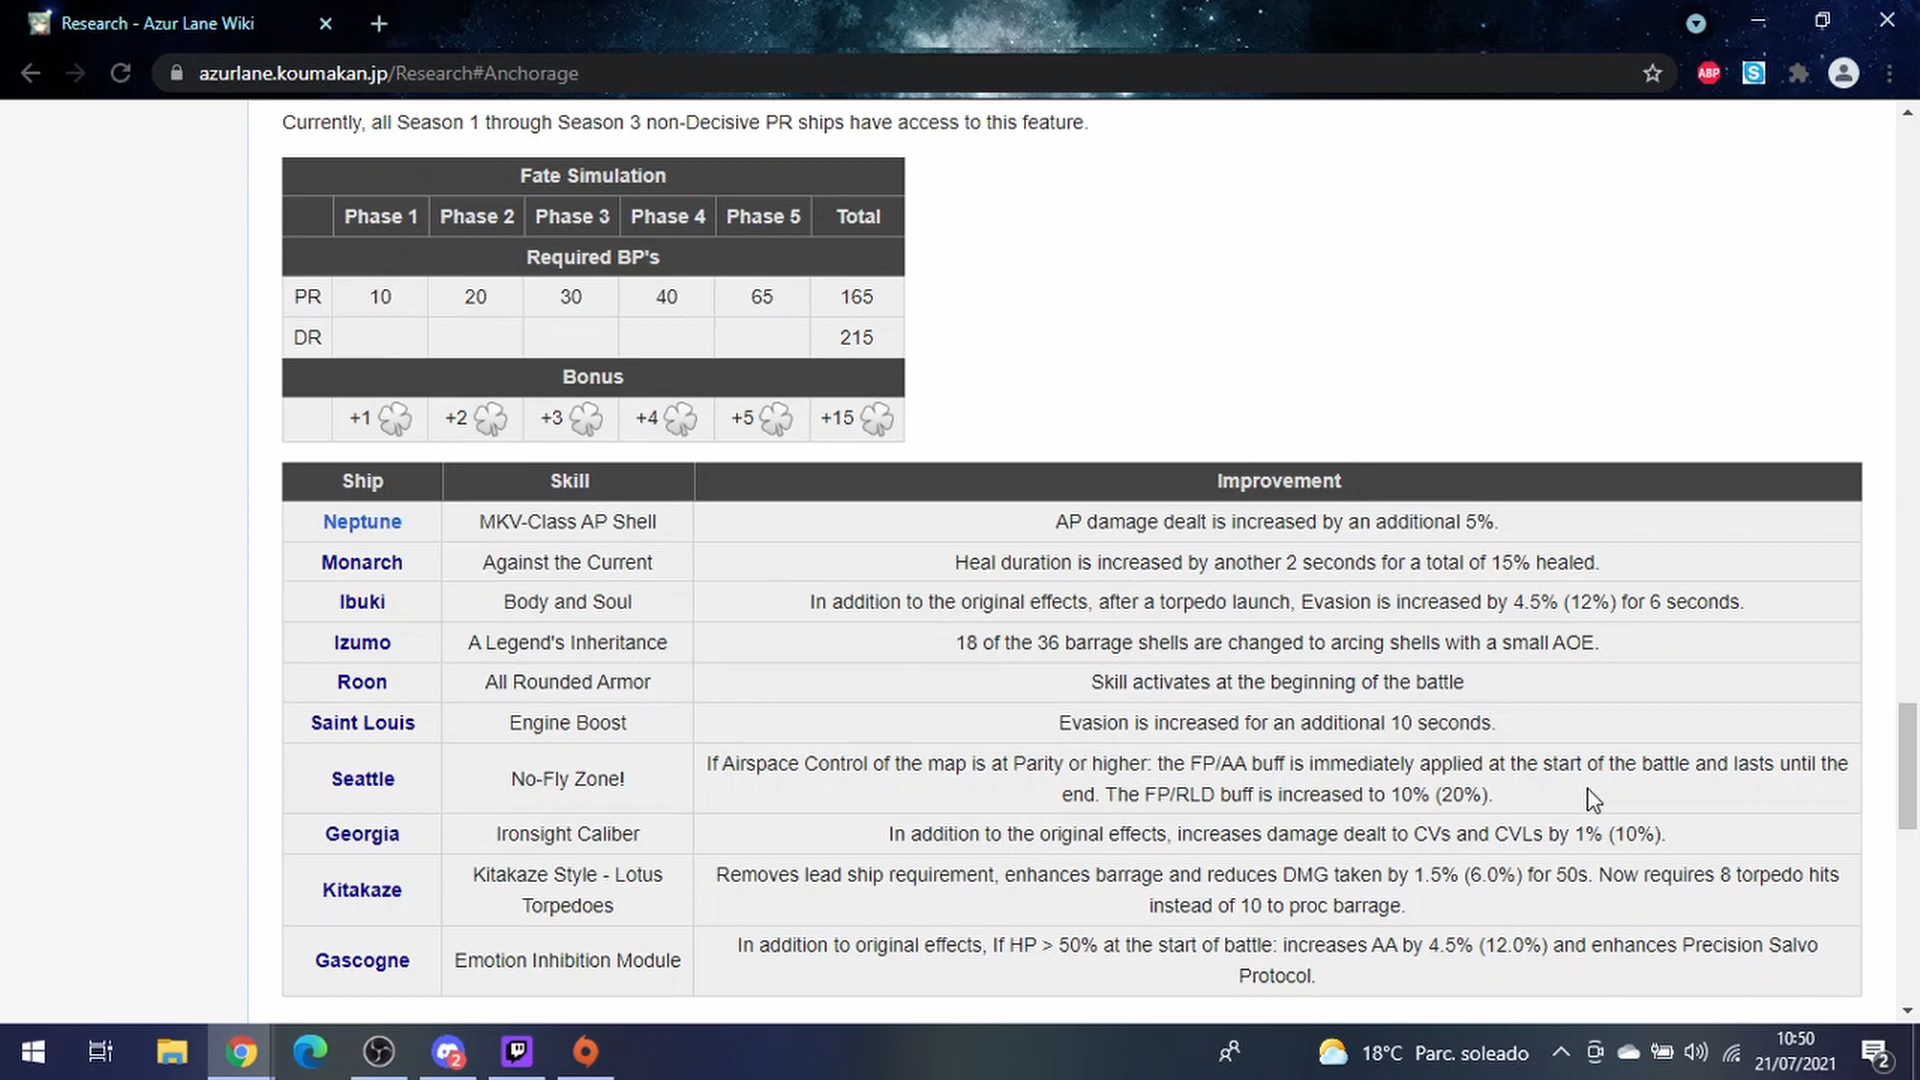 Research - Azur Lane Wiki
azurlane.koumakan.jp/Research#Anchorage
ABP
S
Currently, all Season 1 through Season 3 non-Decisive PR ships have access to this feature.
Fate Simulation
Phase 1 Phase 2 Phase 3 Phase 4 Phase 5 Total
Required BP's
PR 10 20 30 40 65 165
DR 215
Bonus
+1 +2 +3 +4 +5 +15
Ship Skill Improvement
Neptune MKV-Class AP Shell AP damage dealt is increased by an additional 5%.
Monarch Against the Current Heal duration is increased by another 2 seconds for a total of 15% healed.
Ibuki Body and Soul In addition to the original effects, after a torpedo launch, Evasion is increased by 4.5% (12%) for 6 seconds.
Izumo A Legend's Inheritance 18 of the 36 barrage shells are changed to arcing shells with a small AOE.
Roon All Rounded Armor Skill activates at the beginning of the battle
Saint Louis Engine Boost Evasion is increased for an additional 10 seconds.
Seattle No-Fly Zone! If Airspace Control of the map is at Parity or higher: the FP/AA buff is immediately applied at the start of the battle and lasts until the
end. The FP/RLD buff is increased to 10% (20%).
Georgia Ironsight Caliber In addition to the original effects, increases damage dealt to CVs and CVLs by 1% (10%).
Kitakaze Kitakaze Style - Lotus Removes lead ship requirement, enhances barrage and reduces DMG taken by 1.5% (6.0%) for 50s. Now requires 8 torpedo hits
Torpedoes instead of 10 to proc barrage.
Gascogne Emotion Inhibition Module In addition to original effects, If HP > 50% at the start of battle: increases AA by 4.5% (12.0%) and enhances Precision Salvo
Protocol.
2
18°C Parc. soleado
10:50
21/07/2021
2